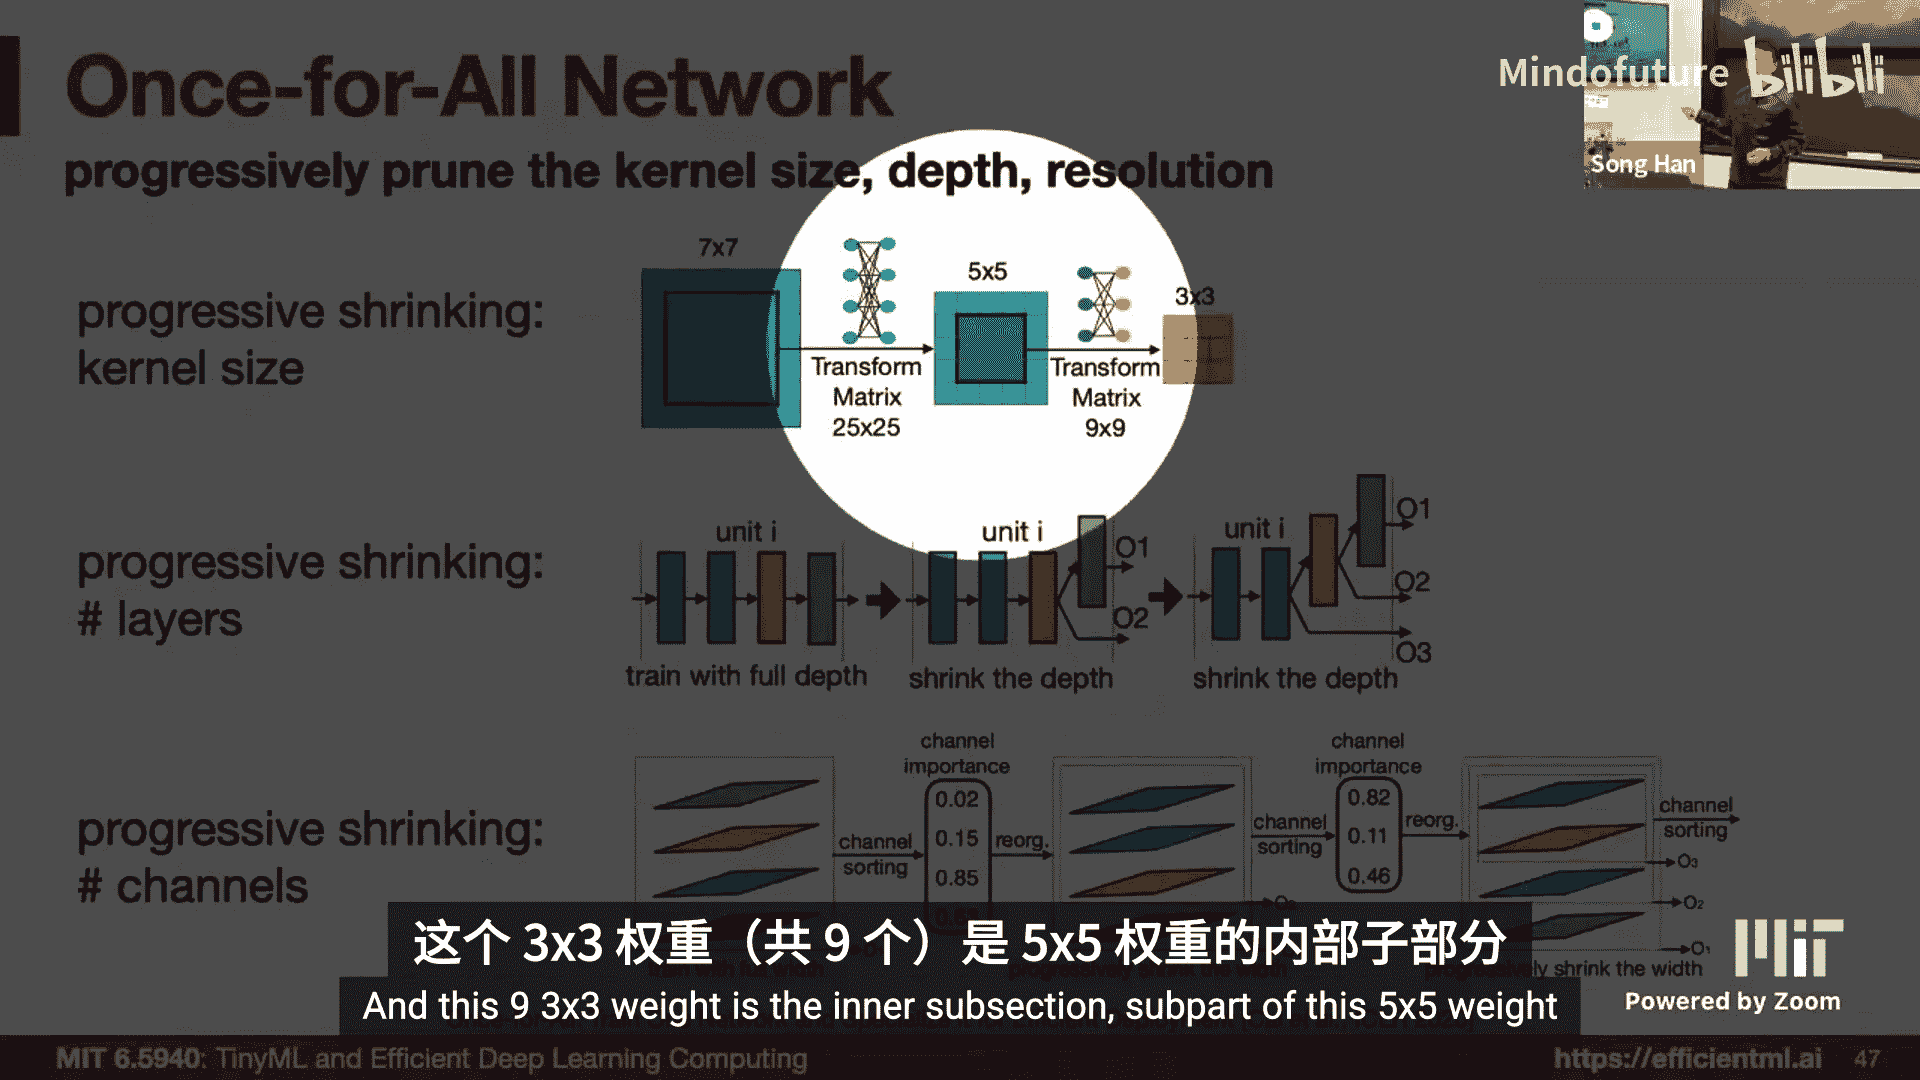 Once-for-All Network
progressively prune the kernel size, depth, resolution
Mindofuture bilibili
Song Han
progressive shrinking:
kernel size
7x7
Transform
Matrix
25x25
5x5
Transform
Matrix
9x9
3x3
progressive shrinking:
# layers
unit i
train with full depth
unit i
O1
O2
shrink the depth
unit i
O1
O2
O3
shrink the depth
progressive shrinking:
# channels
channel
sorting
channel
importance
0.02
0.15
0.85
reorg.
channel
sorting
channel
importance
0.82
0.11
0.46
reorg.
channel
sorting
O3
O2
O1
ly shrink the width
这个 3x3 权重（共 9 个）是 5x5 权重的内部子部分
And this 9 3x3 weight is the inner subsection, subpart of this 5x5 weight
MIT
Powered by Zoom
MIT 6.5940: TinyML and Efficient Deep Learning Computing
https://efficientml.ai
47